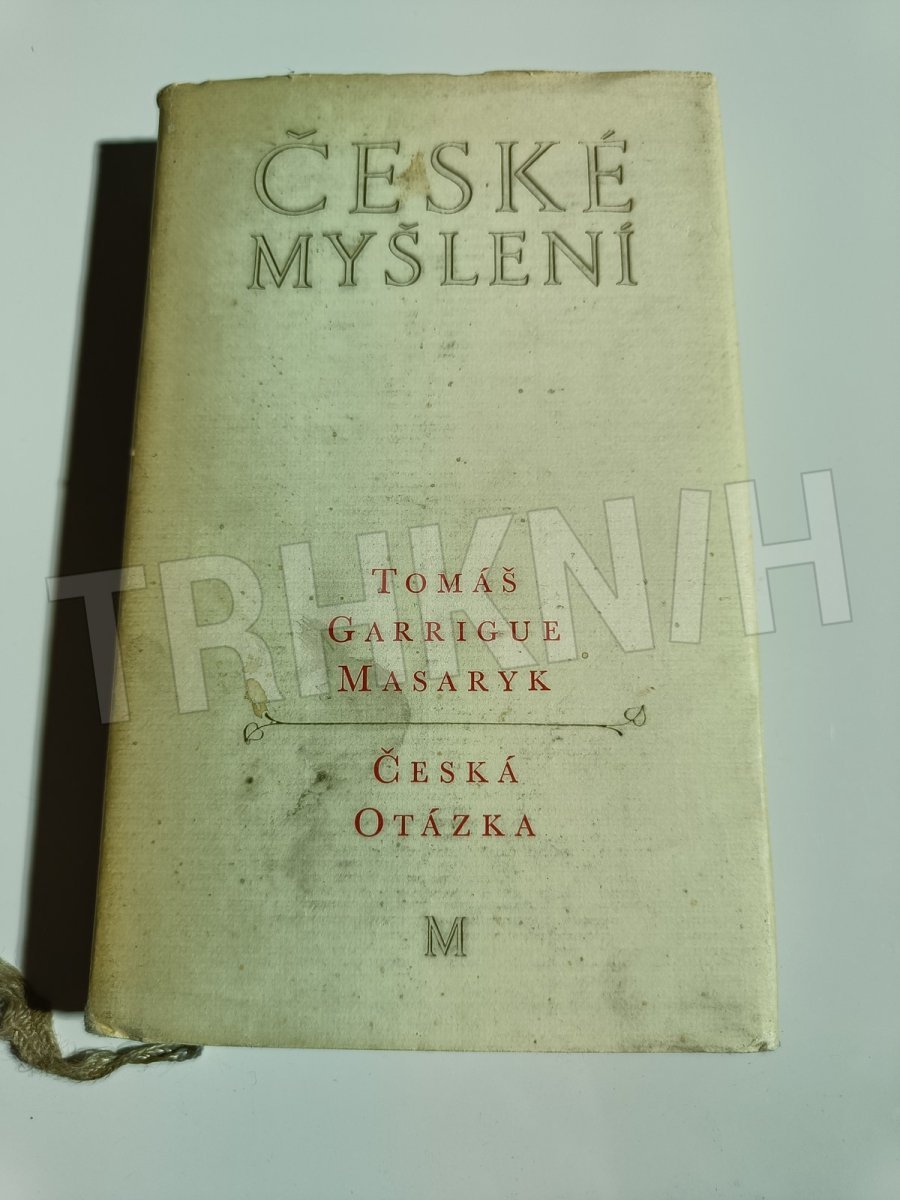 ČESKÉ
MYŠLENÍ
TRHKNIH
TOMÁŠ
GARRIGUE
MASARYK
ČESKÁ
OTÁZKA
M